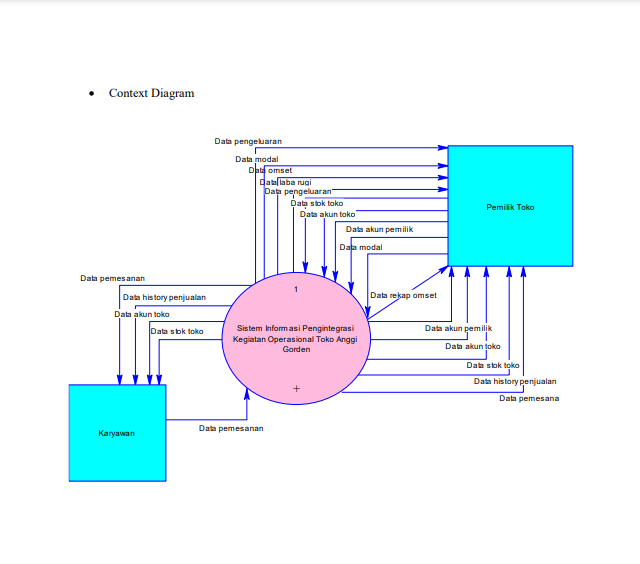 • Context Diagram
Data pengeluaran
Data modal
Data omset
Data laba rugi
Data pengeluaran
Data stok toko
Data akun toko
Data akun pemilik
Data modal
Pemilik Toko
Data pemesanan
Data history penjualan
Data akun toko
Data stok toko
1
Sistem Informasi Pengintegrasi
Kegiatan Operasional Toko Anggi
Gorden
+
Data rekap omset
Data akun pemilik
Data akun toko
Data stok toko
Data history penjualan
Data pemesana
Karyawan
Data pemesanan